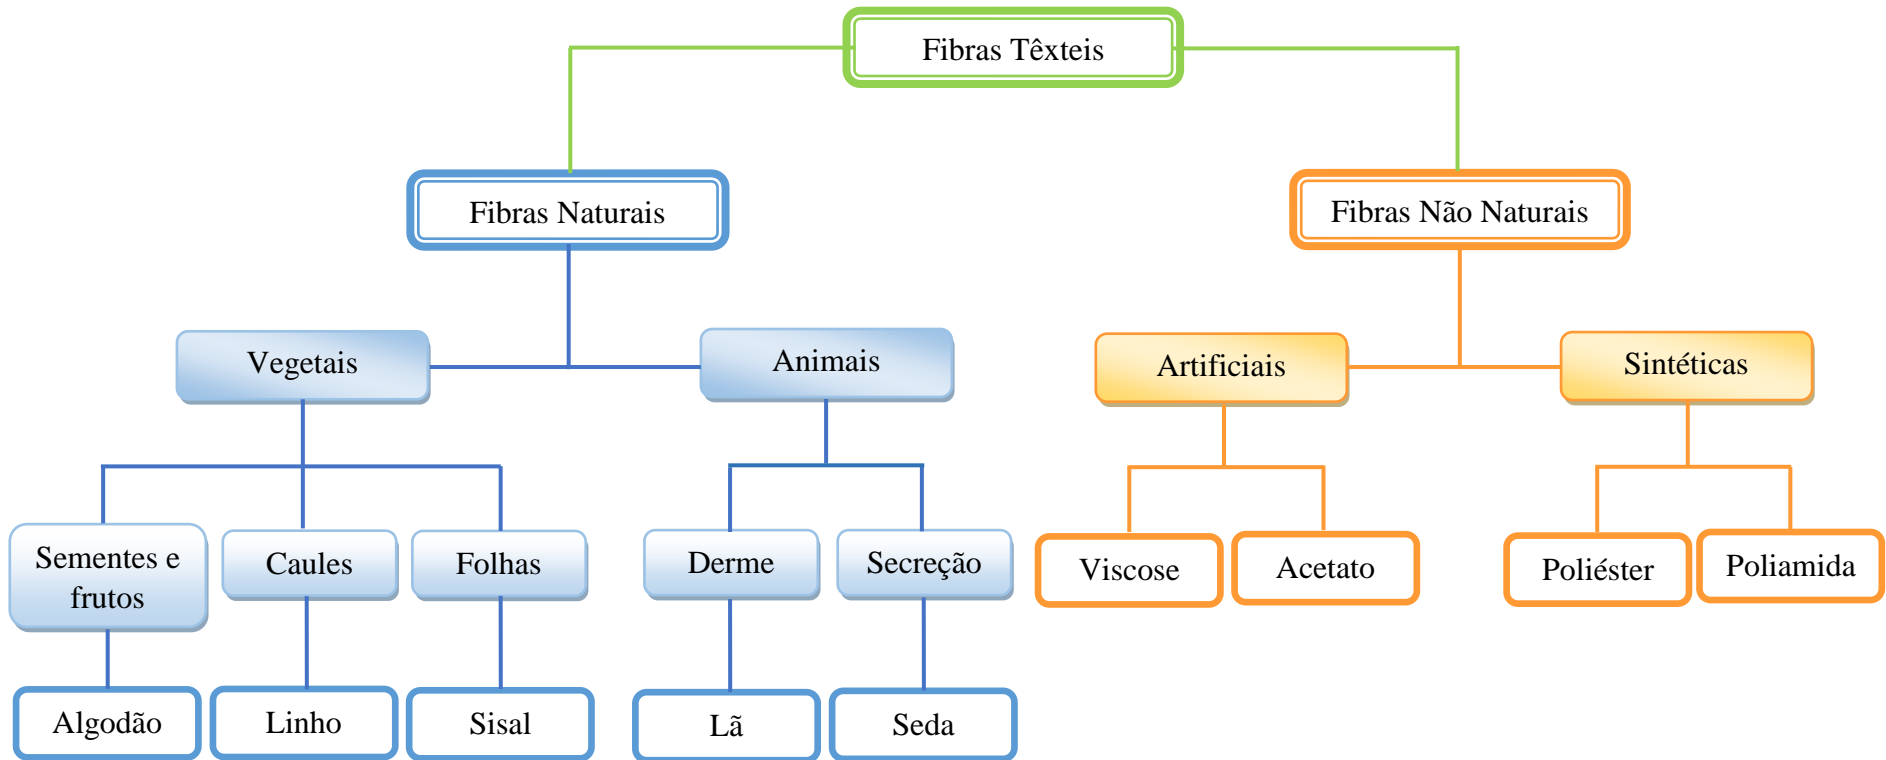 Fibras Têxteis
Fibras Naturais
Fibras Não Naturais
Vegetais
Animais
Artificiais
Sintéticas
Sementes e
frutos
Caules
Folhas
Derme
Secreção
Viscose
Acetato
Poliéster
Poliamida
Algodão
Linho
Sisal
Lã
Seda